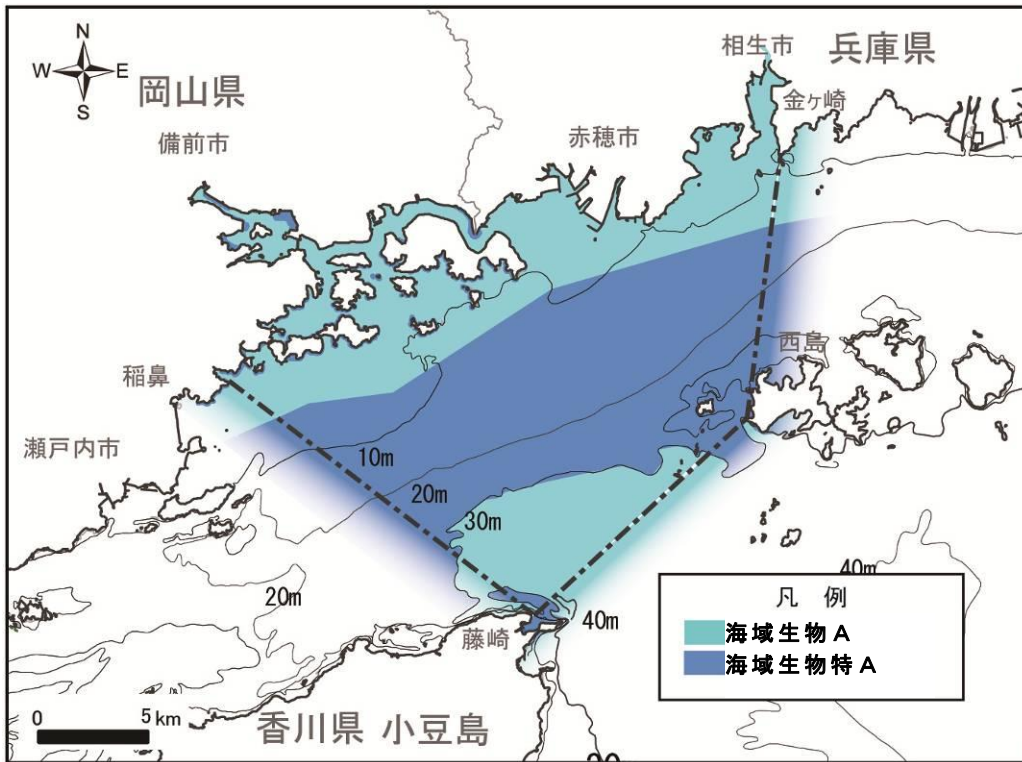 N
W E
S
相生市
兵庫県
岡山県
金ヶ崎
備前市
赤穂市
西島
稲鼻
瀬戸内市
10m
20m
30m
20m
40m
40m
藤崎
凡 例
海域生物A
海域生物特A
0 5 km
香川県 小豆島